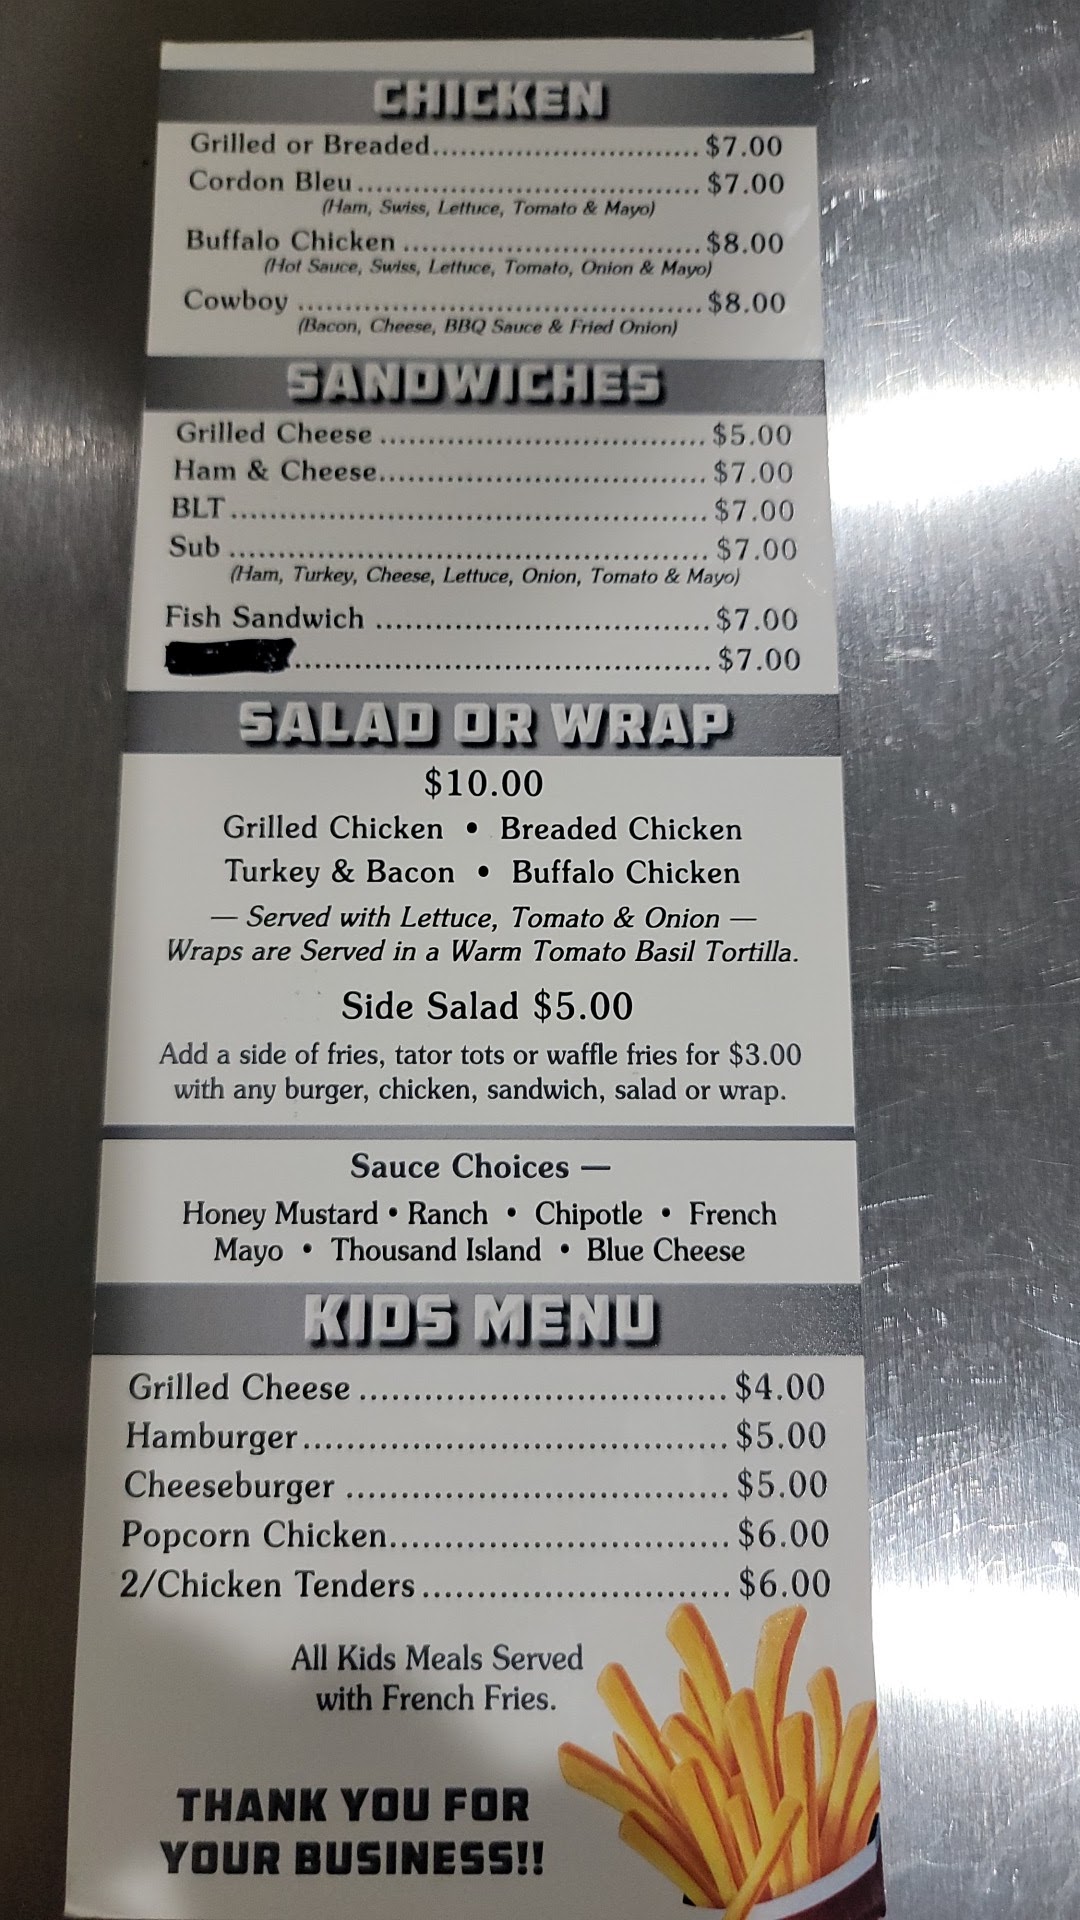 CHICKEN
Grilled or Breaded............................. $7.00
Cordon Bleu..................................... $7.00
(Ham, Swiss, Lettuce, Tomato & Mayo)
Buffalo Chicken ................................ $8.00
(Hot Sauce, Swiss, Lettuce, Tomato, Onion & Mayo)
Cowboy ............................................ $8.00
(Bacon, Cheese, BBQ Sauce & Fried Onion)
SANDWICHES
Grilled Cheese ................................... $5.00
Ham & Cheese................................... $7.00
BLT .................................................... $7.00
Sub .................................................... $7.00
(Ham, Turkey, Cheese, Lettuce, Onion, Tomato & Mayo)
Fish Sandwich .................................... $7.00
............................................. $7.00
SALAD OR WRAP
$10.00
Grilled Chicken • Breaded Chicken
Turkey & Bacon • Buffalo Chicken
— Served with Lettuce, Tomato & Onion —
Wraps are Served in a Warm Tomato Basil Tortilla.
Side Salad $5.00
Add a side of fries, tator tots or waffle fries for $3.00
with any burger, chicken, sandwich, salad or wrap.
Sauce Choices —
Honey Mustard • Ranch • Chipotle • French
Mayo • Thousand Island • Blue Cheese
KIDS MENU
Grilled Cheese .................................. $4.00
Hamburger....................................... $5.00
Cheeseburger ................................... $5.00
Popcorn Chicken............................... $6.00
2/Chicken Tenders ............................ $6.00
All Kids Meals Served
with French Fries.
THANK YOU FOR
YOUR BUSINESS!!